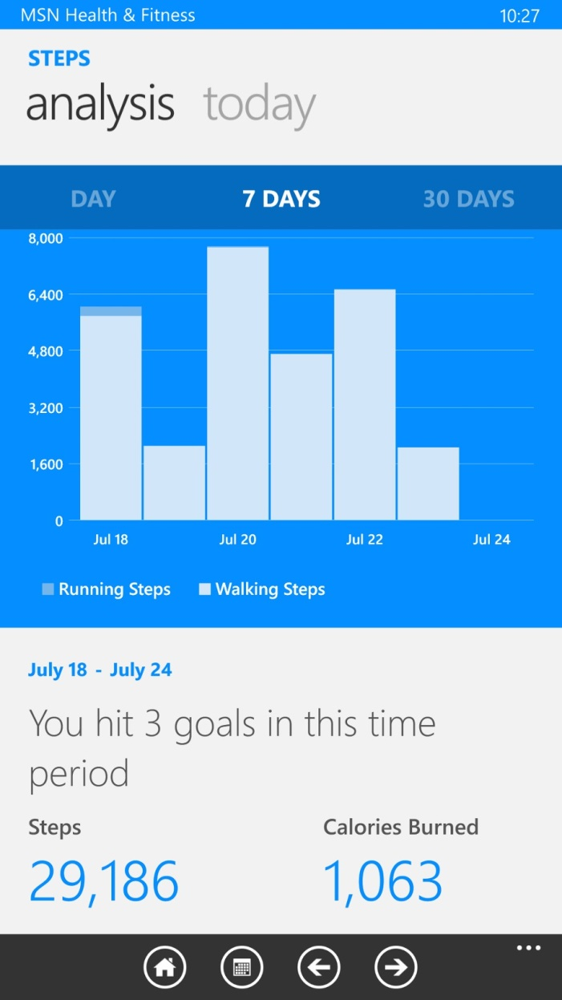 MSN Health & Fitness 10:27
STEPS
analysis today
DAY 7 DAYS 30 DAYS
8,000
6,400
4,800
3,200
1,600
0
Jul 18 Jul 20 Jul 22 Jul 24
Running Steps Walking Steps
July 18 - July 24
You hit 3 goals in this time
period
Steps Calories Burned
29,186 1,063